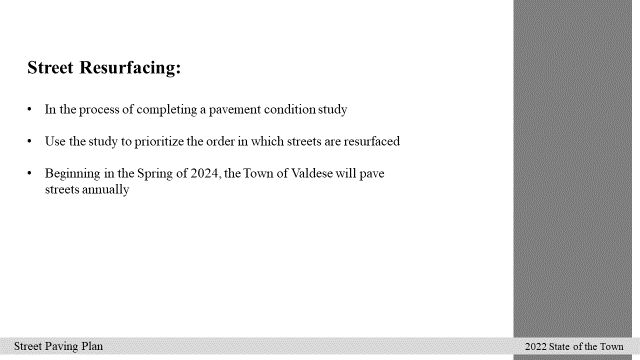 Street Resurfacing:
• In the process of completing a pavement condition study
• Use the study to prioritize the order in which streets are resurfaced
• Beginning in the Spring of 2024, the Town of Valdese will pave
streets annually
Street Paving Plan
2022 State of the Town